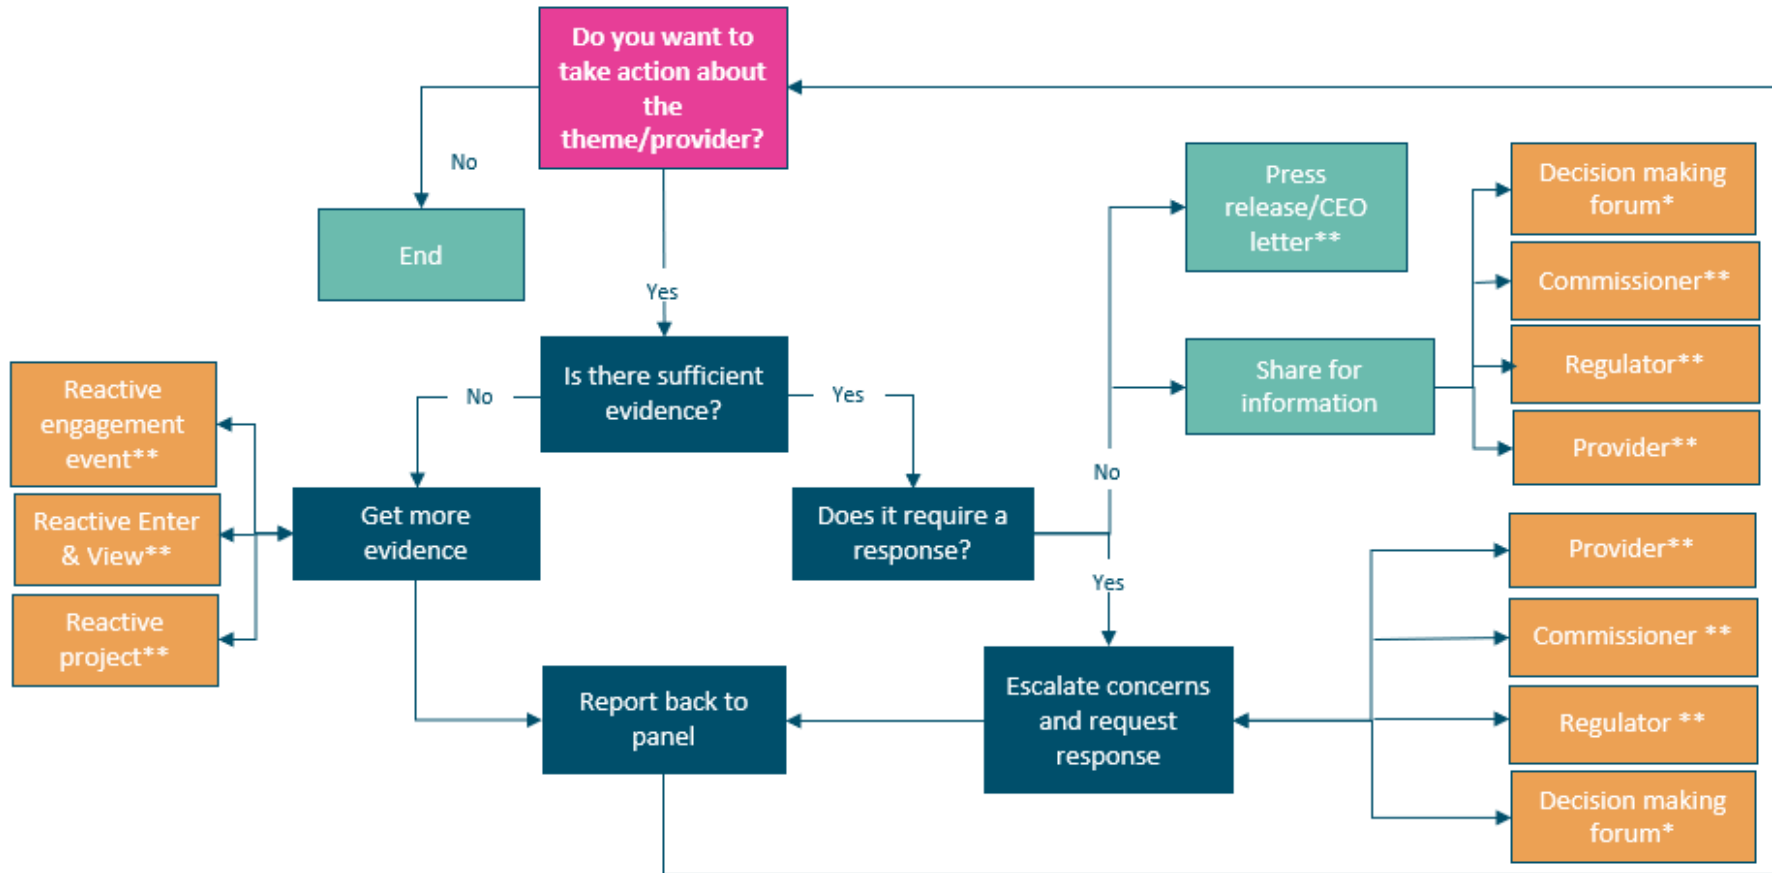 Do you want to
take action about
the
theme/provider?
No
End
Yes
Press
release/CEO
letter**
Decision making
forum*
Commissioner**
Share for
information
Regulator**
Provider**
Is there sufficient
evidence?
No
Yes
Reactive
engagement
event**
Reactive Enter
& View**
Reactive
project**
Get more
evidence
Does it require a
response?
No
Yes
Provider**
Commissioner **
Regulator **
Decision making
forum*
Escalate concerns
and request
response
Report back to
panel